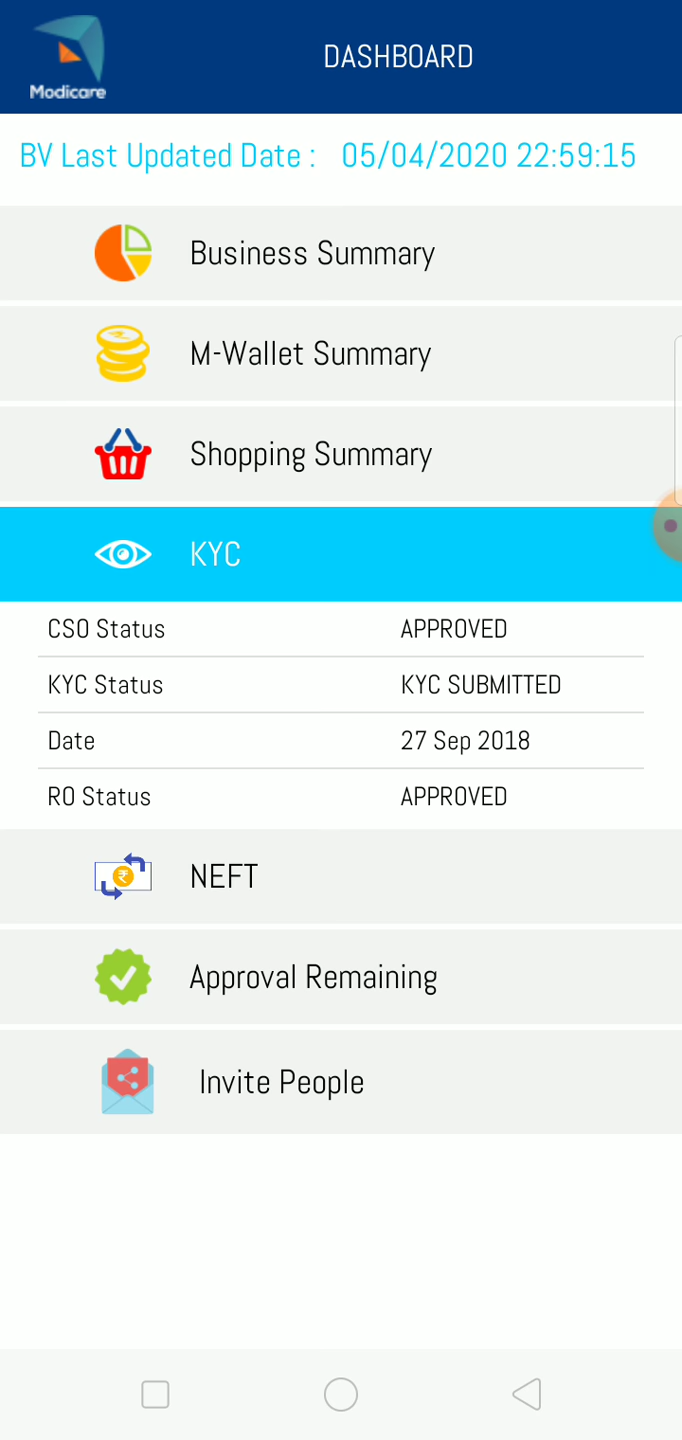 Modicare
DASHBOARD
BV Last Updated Date : 05/04/2020 22:59:15
Business Summary
M-Wallet Summary
Shopping Summary
KYC
CSO Status APPROVED
KYC Status KYC SUBMITTED
Date 27 Sep 2018
RO Status APPROVED
₹ NEFT
Approval Remaining
Invite People